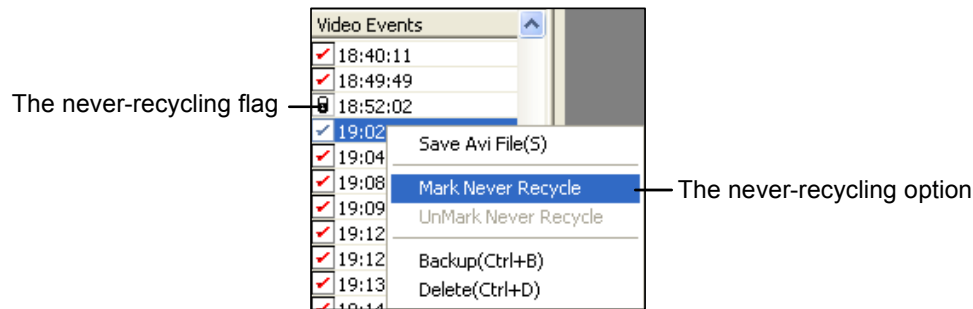 Video Events
18:40:11
18:49:49
The never-recycling flag
18:52:02
19:02
19:04
19:08
19:09
19:12
19:12
19:13
19:14
Save Avi File(S)
Mark Never Recycle
The never-recycling option
UnMark Never Recycle
Backup(Ctrl+B)
Delete(Ctrl+D)